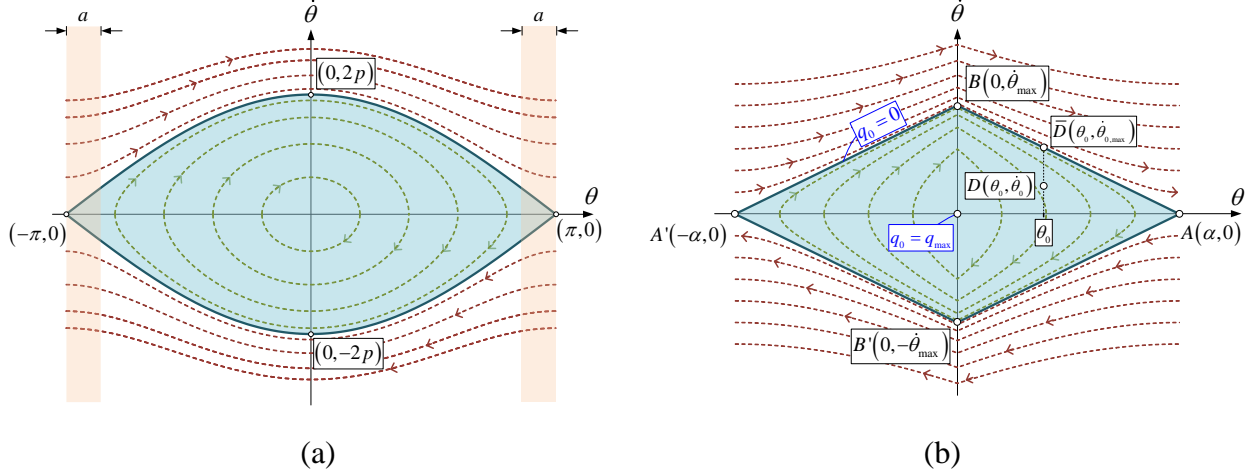 a
θ̇
a
(0, 2p)
θ
(−π, 0)
(π, 0)
(0, −2p)
(a)
θ̇
B(0, θ̇max)
q0 = 0
D̄(θ0, θ̇0,max)
D(θ0, θ̇0)
θ
A'(−α, 0)
q0 = qmax
θ0
A(α, 0)
B'(0, −θ̇max)
(b)